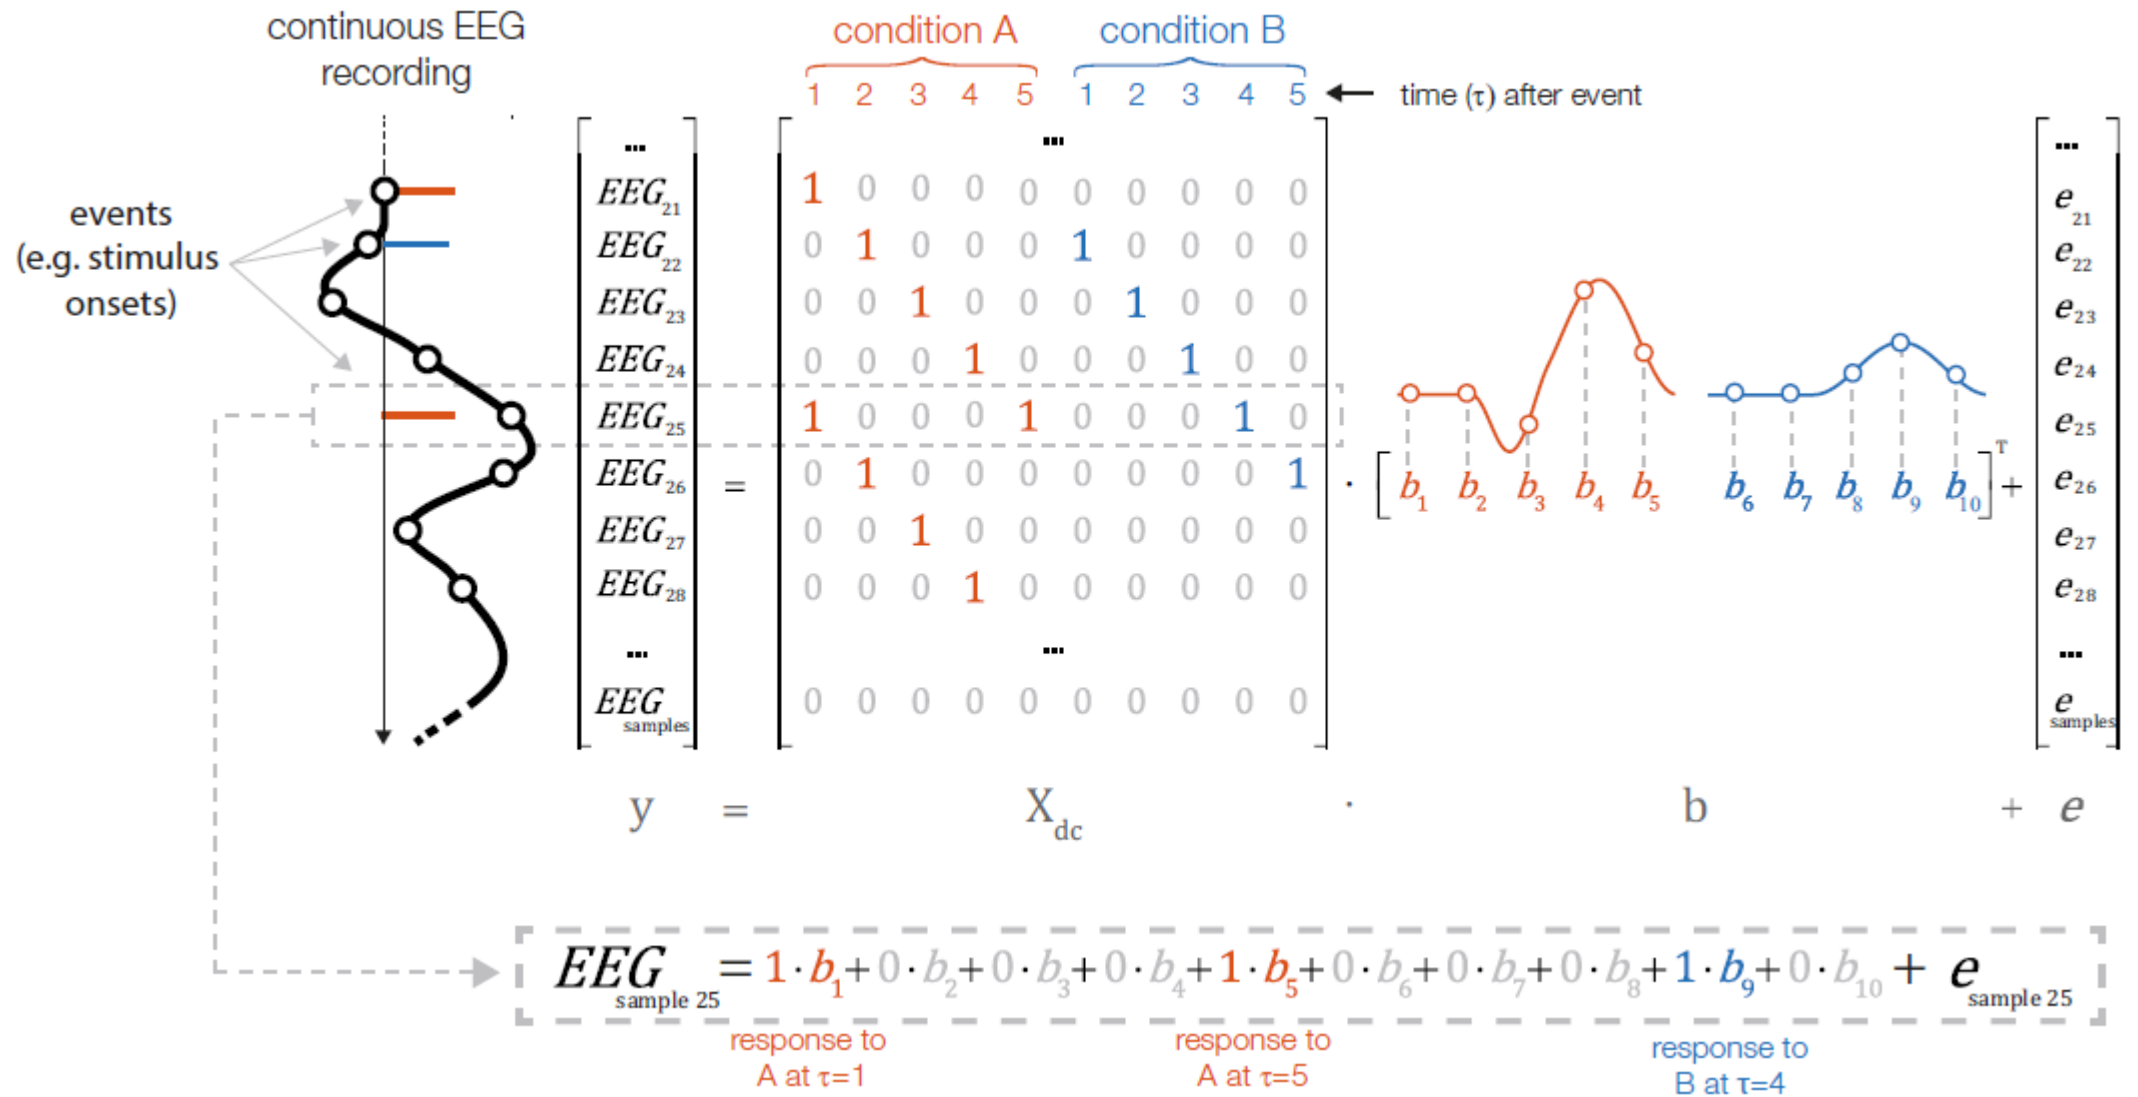 continuous EEG
recording
condition A condition B
1 2 3 4 5 1 2 3 4 5 time (τ) after event
events
(e.g. stimulus
onsets)
... ... ...
EEG21 1 0 0 0 0 0 0 0 0 0 e21
EEG22 0 1 0 0 0 1 0 0 0 0 e22
EEG23 0 0 1 0 0 0 1 0 0 0 e23
EEG24 0 0 0 1 0 0 0 1 0 0 e24
EEG25 1 0 0 0 1 0 0 0 1 0 e25
EEG26 = 0 1 0 0 0 0 0 0 0 1 · [b1 b2 b3 b4 b5 b6 b7 b8 b9 b10]T + e26
EEG27 0 0 1 0 0 0 0 0 0 0 e27
EEG28 0 0 0 1 0 0 0 0 0 0 e28
... ... ...
EEG samples 0 0 0 0 0 0 0 0 0 0 e samples
y = Xdc · b + e
EEG sample 25 = 1·b1+0·b2+0·b3+0·b4+1·b5+0·b6+0·b7+0·b8+1·b9+0·b10 + e sample 25
response to
A at τ=1
response to
A at τ=5
response to
B at τ=4